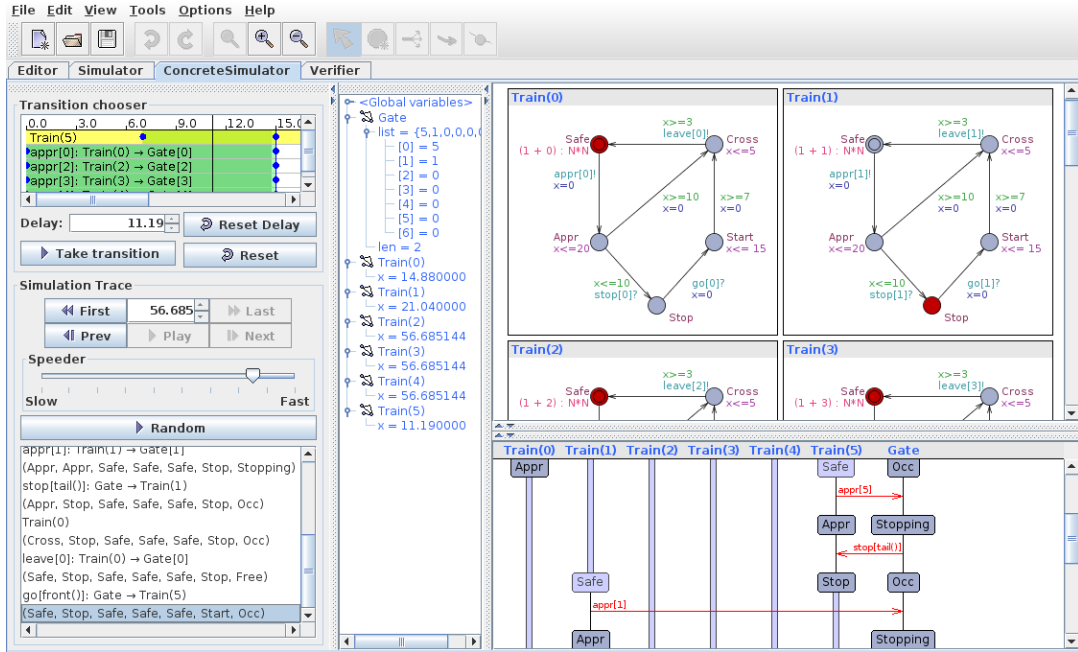 File Edit View Tools Options Help
Editor Simulator ConcreteSimulator Verifier
Transition chooser
0.0 3.0 6.0 9.0 12.0 15.0
Train(5)
appr[0]: Train(0) → Gate[0]
appr[2]: Train(2) → Gate[2]
appr[3]: Train(3) → Gate[3]
Delay: 11.19 Reset Delay
Take transition Reset
Simulation Trace
First 56.685 Last
Prev Play Next
Speeder
Slow Fast
Random
appr[1]: Train(1) → Gate[1]
(Appr, Appr, Safe, Safe, Safe, Stop, Stopping)
stop[tail()]: Gate → Train(1)
(Appr, Stop, Safe, Safe, Safe, Stop, Occ)
Train(0)
(Cross, Stop, Safe, Safe, Safe, Stop, Occ)
leave[0]: Train(0) → Gate[0]
(Safe, Stop, Safe, Safe, Safe, Stop, Free)
go[front()]: Gate → Train(5)
(Safe, Stop, Safe, Safe, Safe, Start, Occ)
<Global variables>
Gate
list = {5,1,0,0,0,(
[0] = 5
[1] = 1
[2] = 0
[3] = 0
[4] = 0
[5] = 0
[6] = 0
len = 2
Train(0)
x = 14.880000
Train(1)
x = 21.040000
Train(2)
x = 56.685144
Train(3)
x = 56.685144
Train(4)
x = 56.685144
Train(5)
x = 11.190000
Train(0)
x>=3
leave[0]!
Safe Cross
(1 + 0) : N*N x<=5
appr[0]!
x=0
x>=10 x>=7
x=0 x=0
Appr Start
x<=20 x<= 15
x<=10 go[0]?
stop[0]? x=0
Stop
Train(1)
x>=3
leave[1]!
Safe Cross
(1 + 1) : N*N x<=5
appr[1]!
x=0
x>=10 x>=7
x=0 x=0
Appr Start
x<=20 x<= 15
x<=10 go[1]?
stop[1]? x=0
Stop
Train(2)
x>=3
leave[2]!
Safe Cross
(1 + 2) : N*N x<=5
Train(3)
x>=3
leave[3]!
Safe Cross
(1 + 3) : N*N x<=5
Train(0) Train(1) Train(2) Train(3) Train(4) Train(5) Gate
Appr Safe Occ
appr[5]
Appr Stopping
stop[tail()]
Safe Stop Occ
appr[1]
Appr Stopping